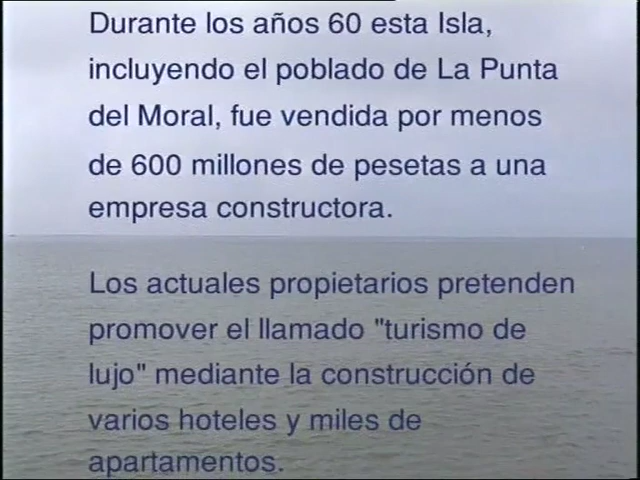 Durante los años 60 esta Isla,
incluyendo el poblado de La Punta
del Moral, fue vendida por menos
de 600 millones de pesetas a una
empresa constructora.
Los actuales propietarios pretenden
promover el llamado "turismo de
lujo" mediante la construcción de
varios hoteles y miles de
apartamentos.